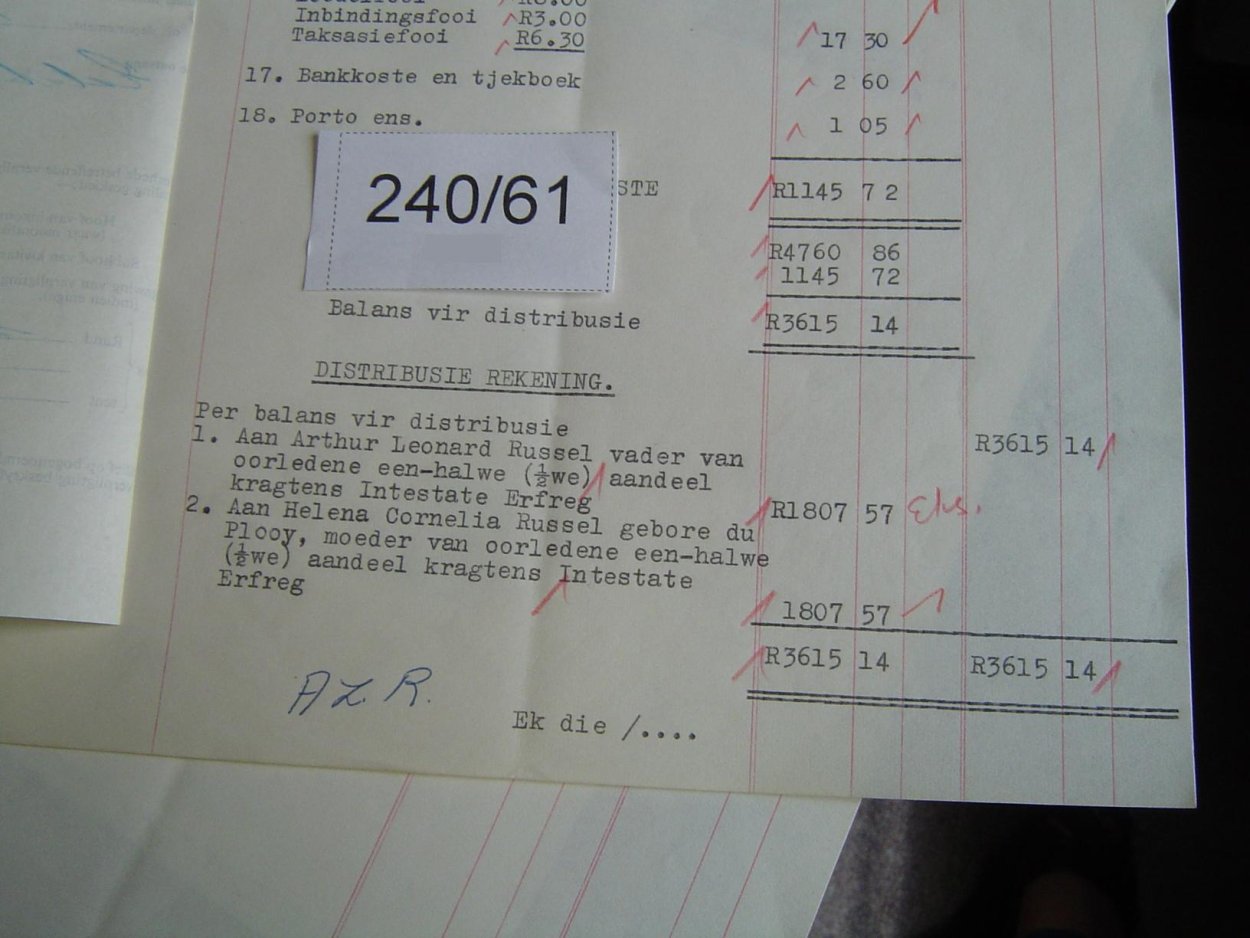 R3.00
Inbindingsfooi R3.00
Taksasiefooi R6.30 17 30
17. Bankkoste en tjekboek 2 60
18. Porto ens. 1 05
240/61
STE R1145 72
R4760 86
1145 72
Balans vir distribusie R3615 14
DISTRIBUSIE REKENING.
Per balans vir distribusie R3615 14
1. Aan Arthur Leonard Russel vader van
oorledene een-halwe (½we) aandeel
kragtens Intestate Erfreg R1807 57 Eks.
2. Aan Helena Cornelia Russel gebore du
Plooy, moeder van oorledene een-halwe
(½we) aandeel kragtens Intestate
Erfreg 1807 57
R3615 14 R3615 14
A.L.R.
Ek die /....